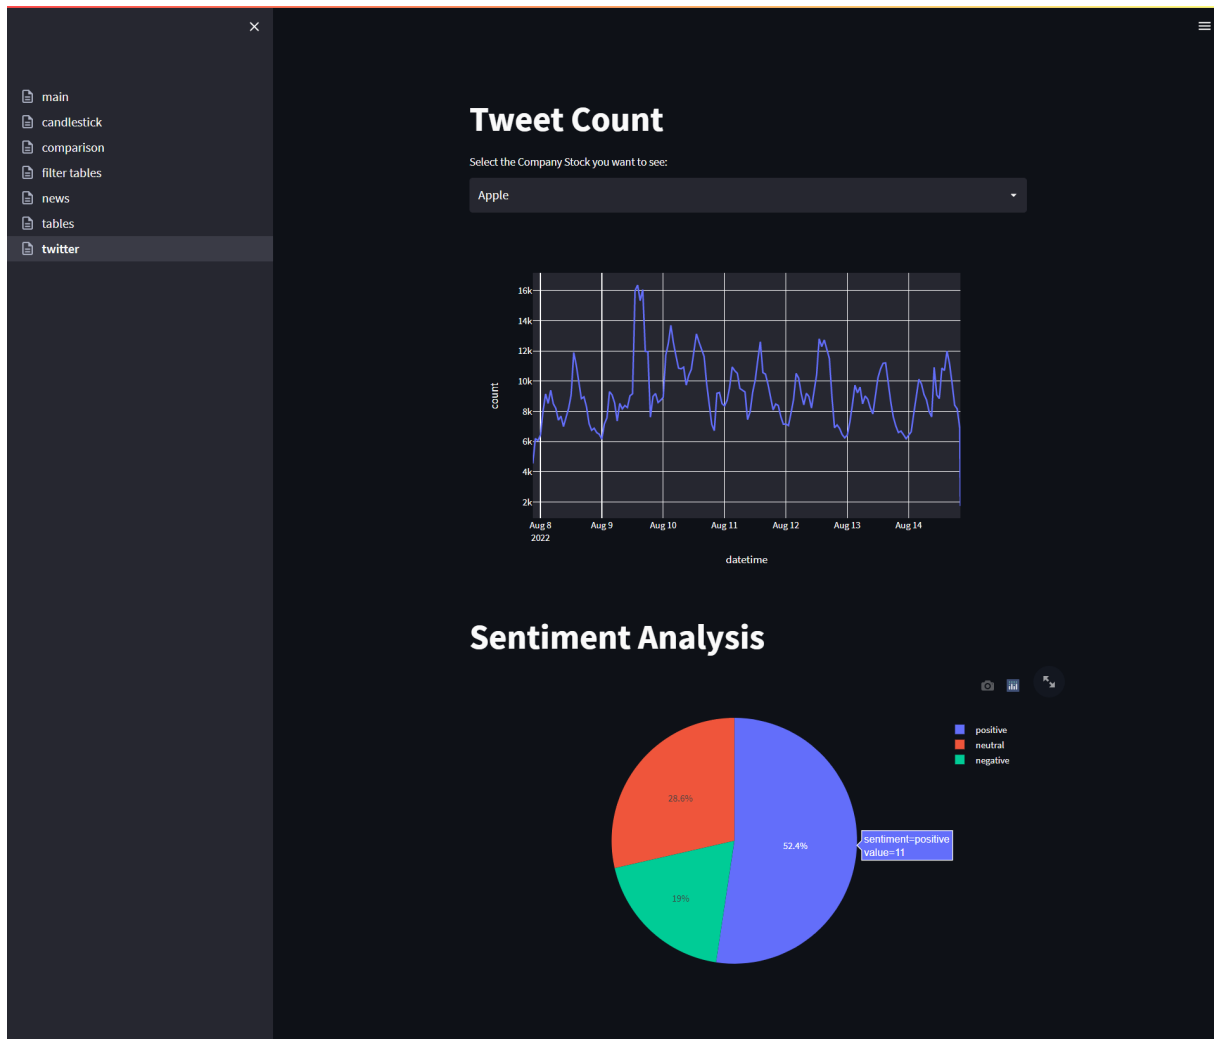 main
candlestick
comparison
filter tables
news
tables
twitter
Tweet Count
Select the Company Stock you want to see:
Apple
16k
14k
12k
10k
8k
6k
4k
2k
count
Aug 8
2022
Aug 9
Aug 10
Aug 11
Aug 12
Aug 13
Aug 14
datetime
Sentiment Analysis
positive
neutral
negative
28.6%
52.4%
19%
sentiment=positive
value=11